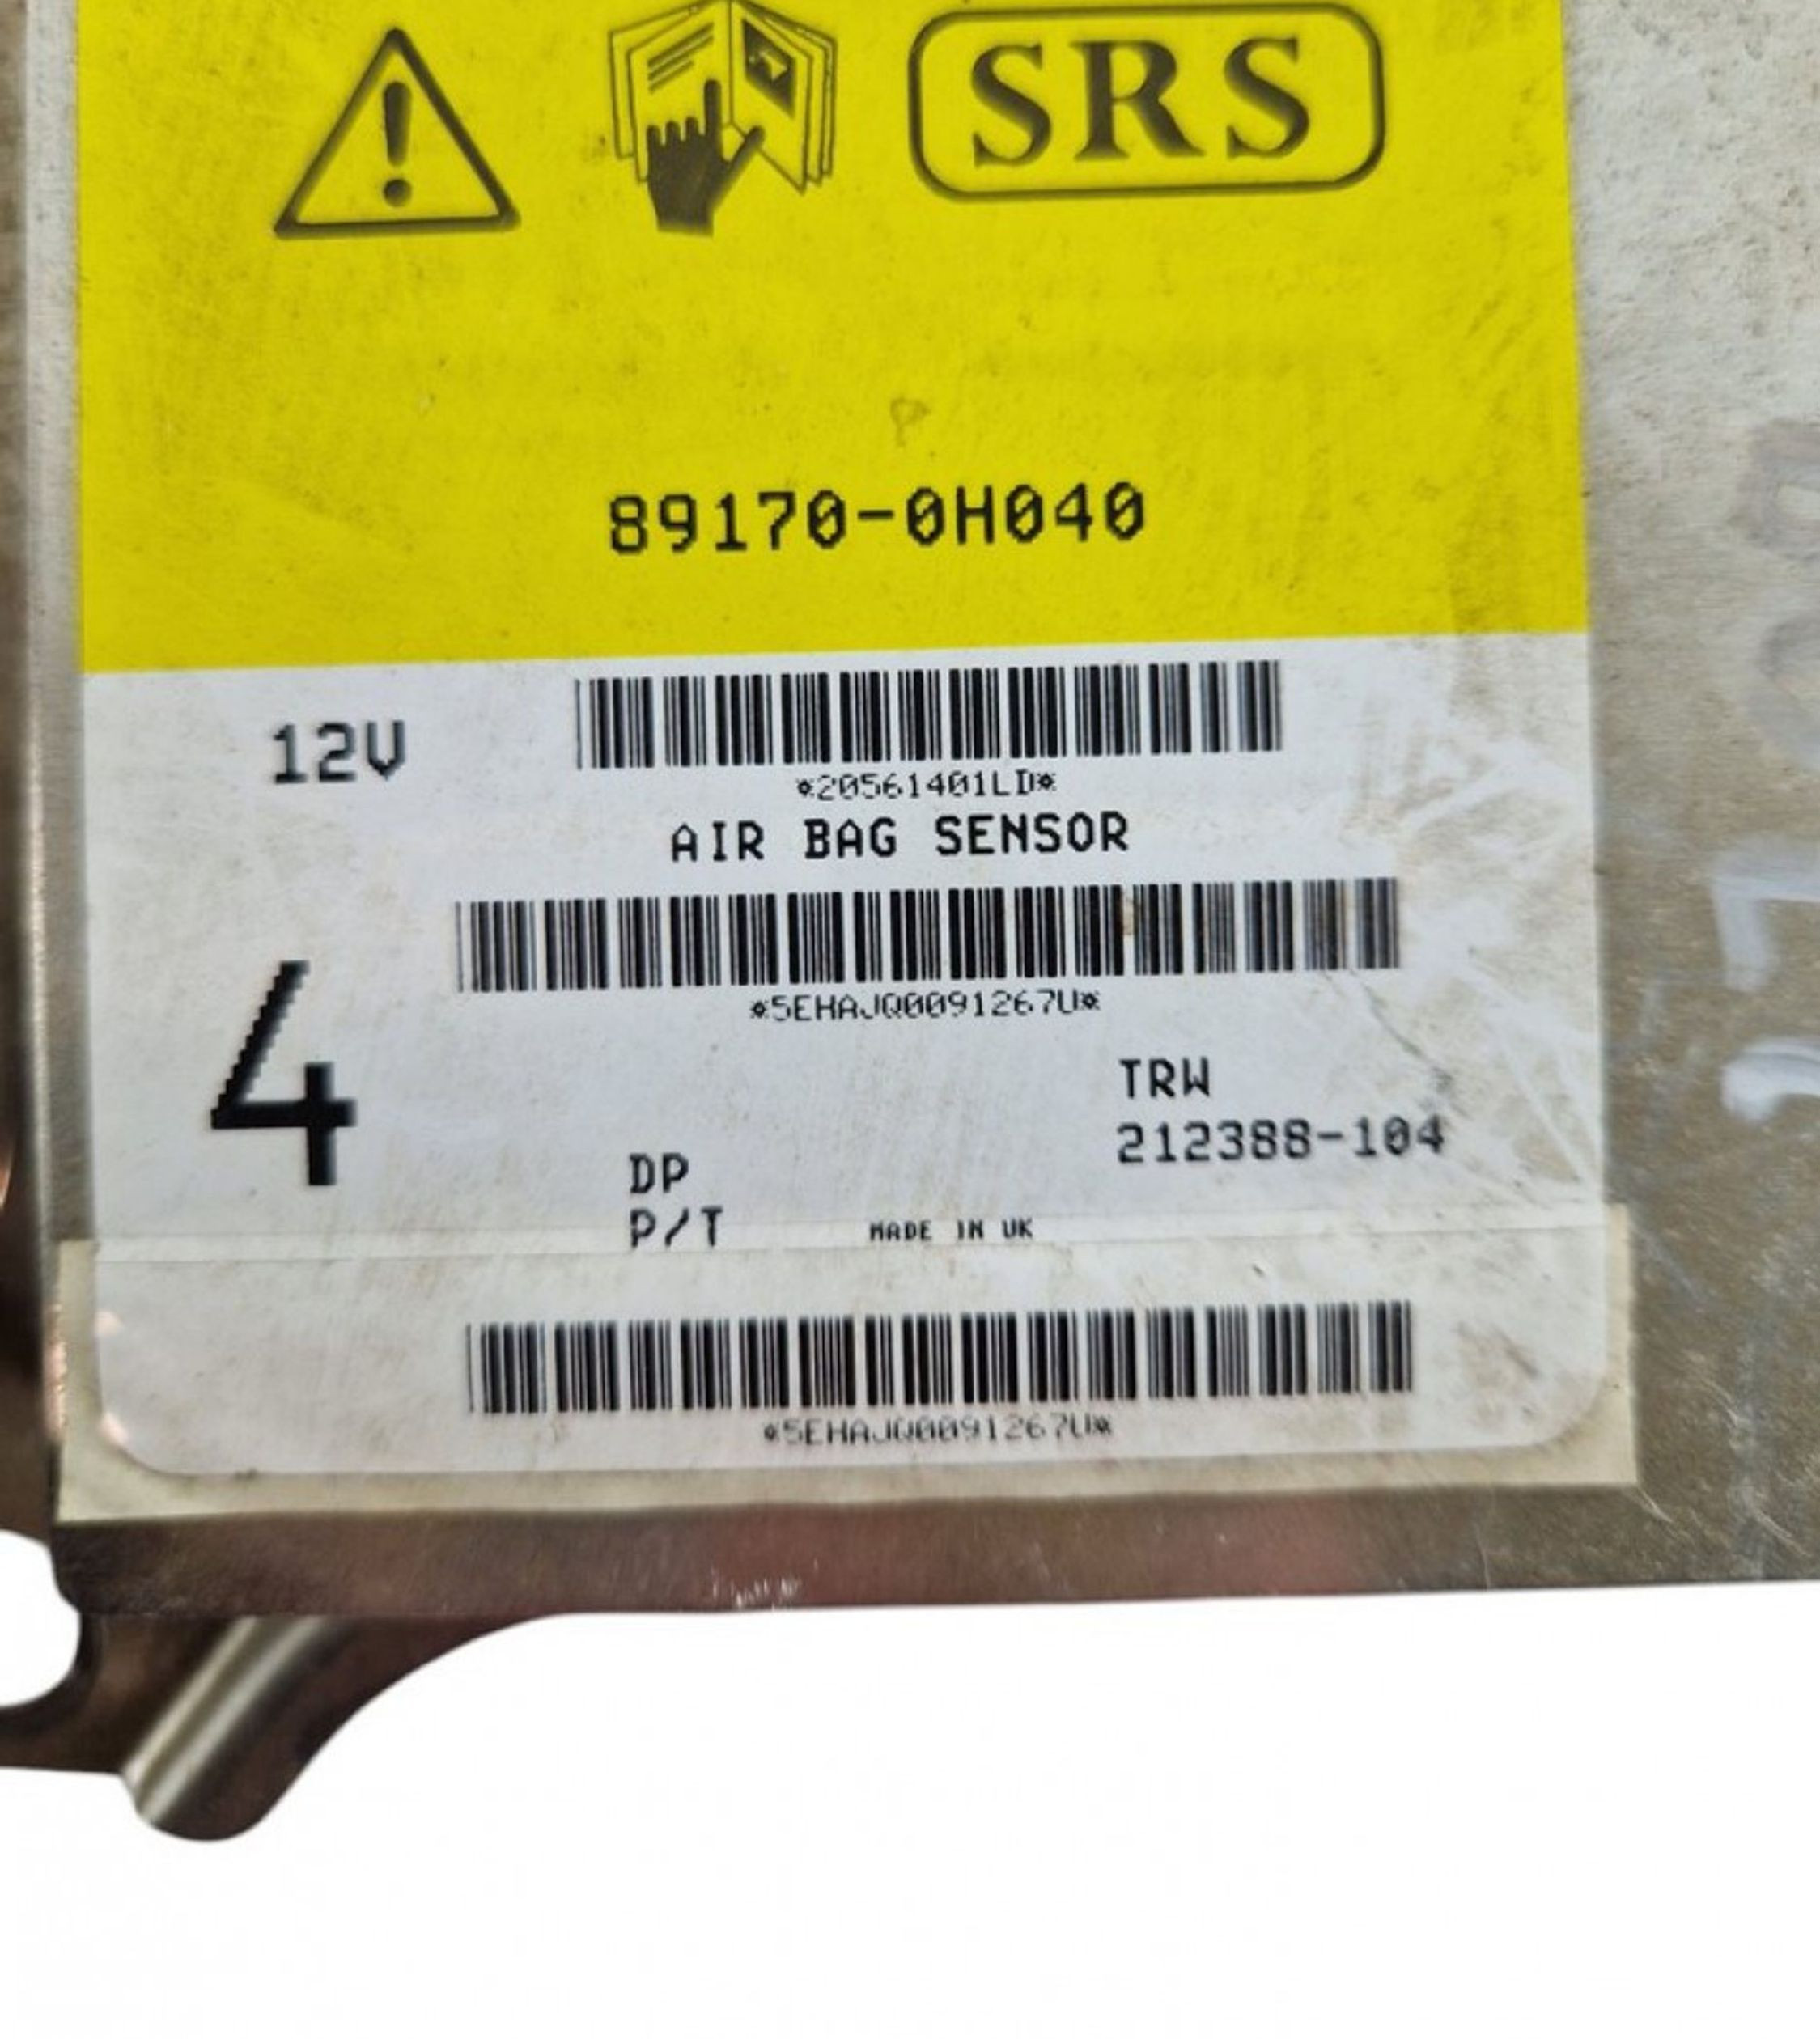 SRS
89170-0H040
12V
*20561401LD*
AIR BAG SENSOR
*5EHAJQ0091267U*
4
TRW
212388-104
DP
P/T
MADE IN UK
*5EHAJQ0091267U*